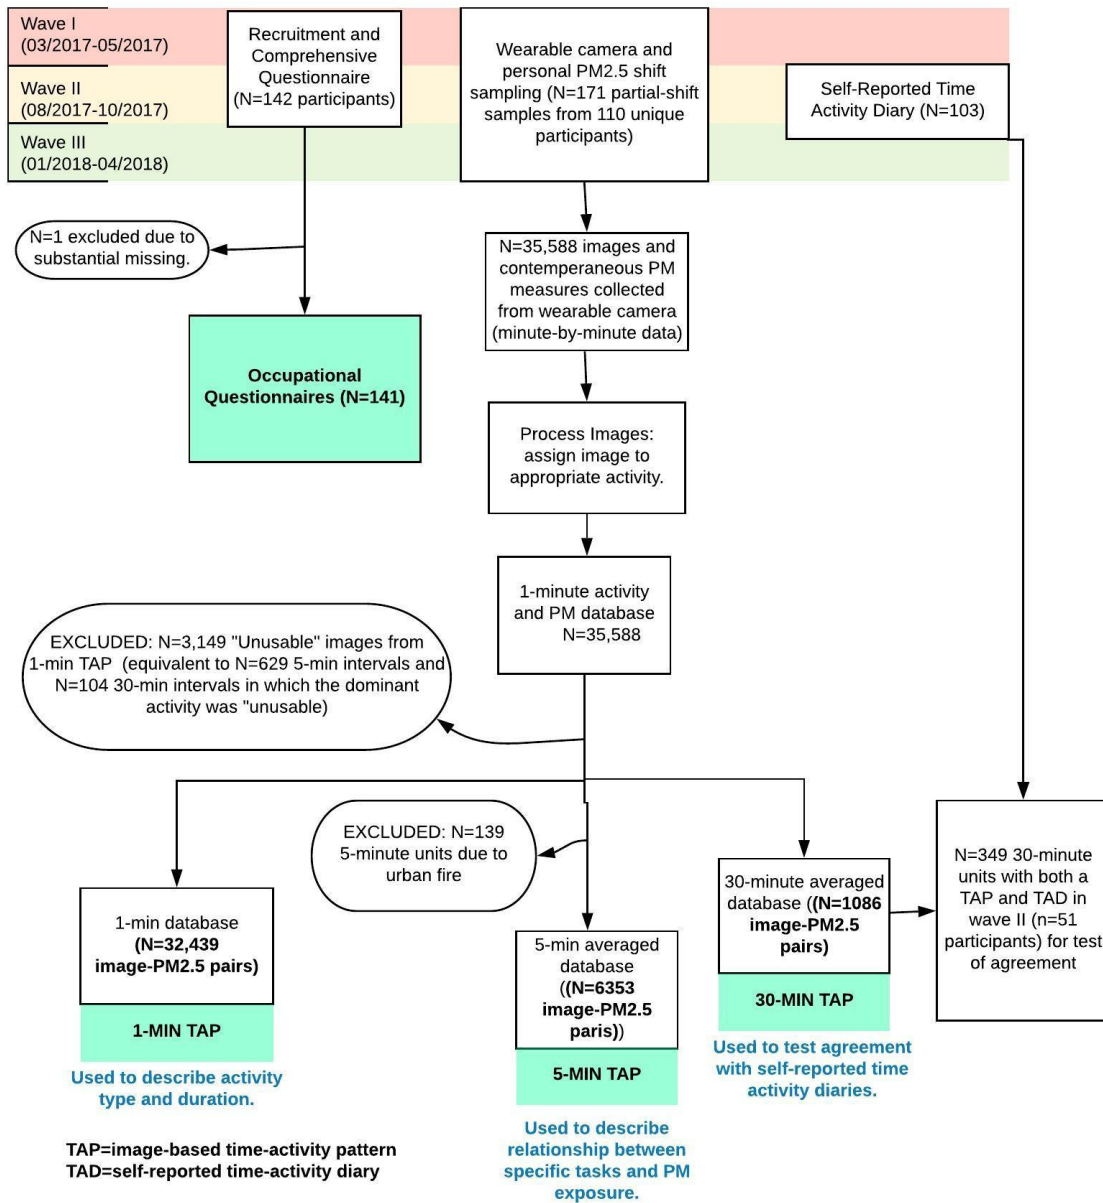 Wave I
(03/2017-05/2017)
Wave II
(08/2017-10/2017)
Wave III
(01/2018-04/2018)
Recruitment and
Comprehensive
Questionnaire
(N=142 participants)
Wearable camera and
personal PM2.5 shift
sampling (N=171 partial-shift
samples from 110 unique
participants)
Self-Reported Time
Activity Diary (N=103)
N=1 excluded due to
substantial missing.
N=35,588 images and
contemperaneous PM
measures collected
from wearable camera
(minute-by-minute data)
Occupational
Questionnaires (N=141)
Process Images:
assign image to
appropriate activity.
1-minute activity
and PM database
N=35,588
EXCLUDED: N=3,149 "Unusable" images from
1-min TAP (equivalent to N=629 5-min intervals and
N=104 30-min intervals in which the dominant
activity was "unusable)
EXCLUDED: N=139
5-minute units due to
urban fire
1-min database
(N=32,439
image-PM2.5 pairs)
1-MIN TAP
Used to describe activity
type and duration.
5-min averaged
database
((N=6353
image-PM2.5
paris))
5-MIN TAP
Used to describe
relationship between
specific tasks and PM
exposure.
30-minute averaged
database ((N=1086
image-PM2.5
pairs)
30-MIN TAP
Used to test agreement
with self-reported time
activity diaries.
N=349 30-minute
units with both a
TAP and TAD in
wave II (n=51
participants) for test
of agreement
TAP=image-based time-activity pattern
TAD=self-reported time-activity diary